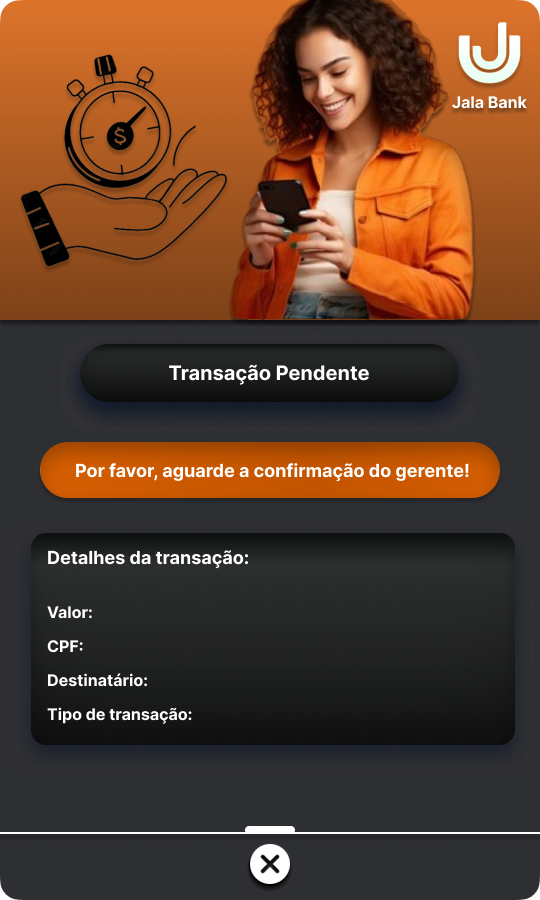 Jala Bank
Transação Pendente
Por favor, aguarde a confirmação do gerente!
Detalhes da transação:
Valor:
CPF:
Destinatário:
Tipo de transação: